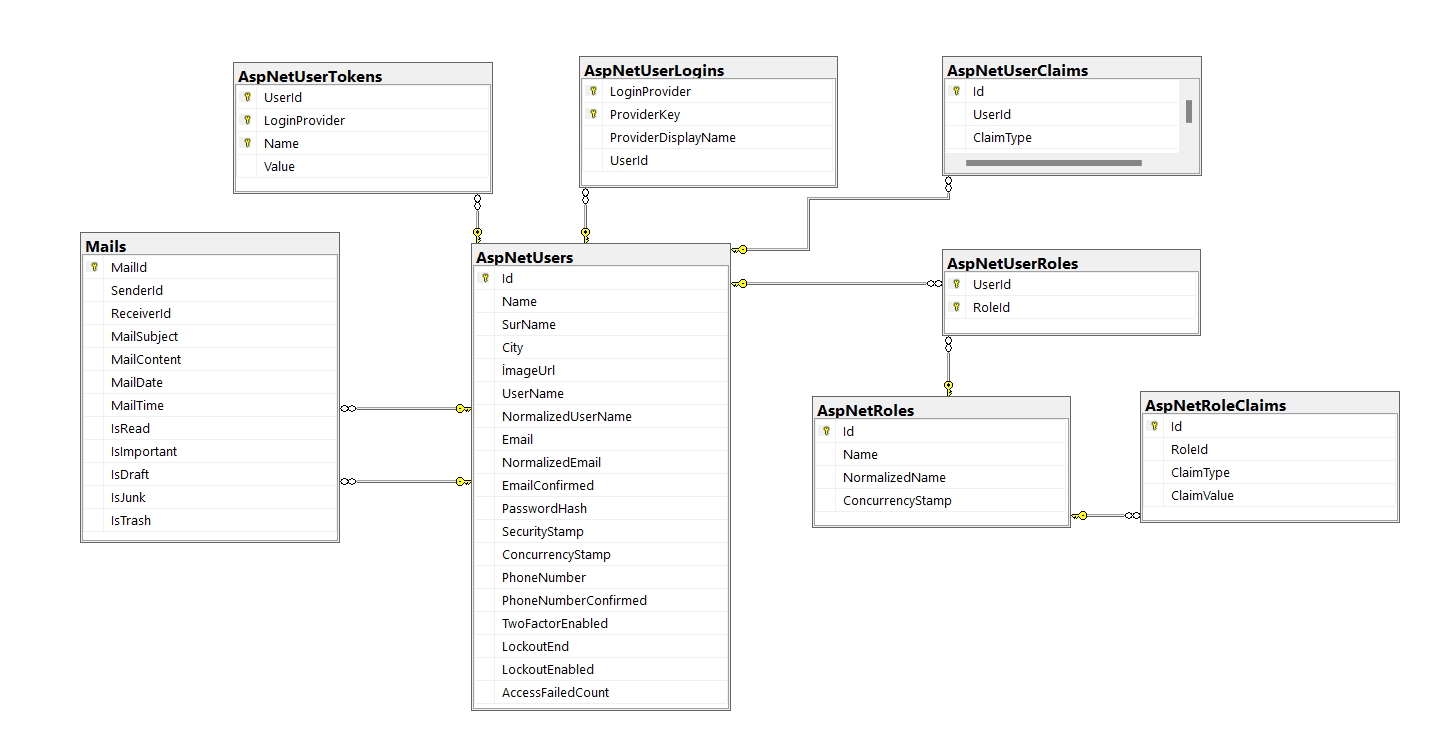 AspNetUserTokens
UserId
LoginProvider
Name
Value
AspNetUserLogins
LoginProvider
ProviderKey
ProviderDisplayName
UserId
AspNetUserClaims
Id
UserId
ClaimType
Mails
MailId
SenderId
ReceiverId
MailSubject
MailContent
MailDate
MailTime
IsRead
IsImportant
IsDraft
IsJunk
IsTrash
AspNetUsers
Id
Name
SurName
City
İmageUrl
UserName
NormalizedUserName
Email
NormalizedEmail
EmailConfirmed
PasswordHash
SecurityStamp
ConcurrencyStamp
PhoneNumber
PhoneNumberConfirmed
TwoFactorEnabled
LockoutEnd
LockoutEnabled
AccessFailedCount
AspNetUserRoles
UserId
RoleId
AspNetRoles
Id
Name
NormalizedName
ConcurrencyStamp
AspNetRoleClaims
Id
RoleId
ClaimType
ClaimValue